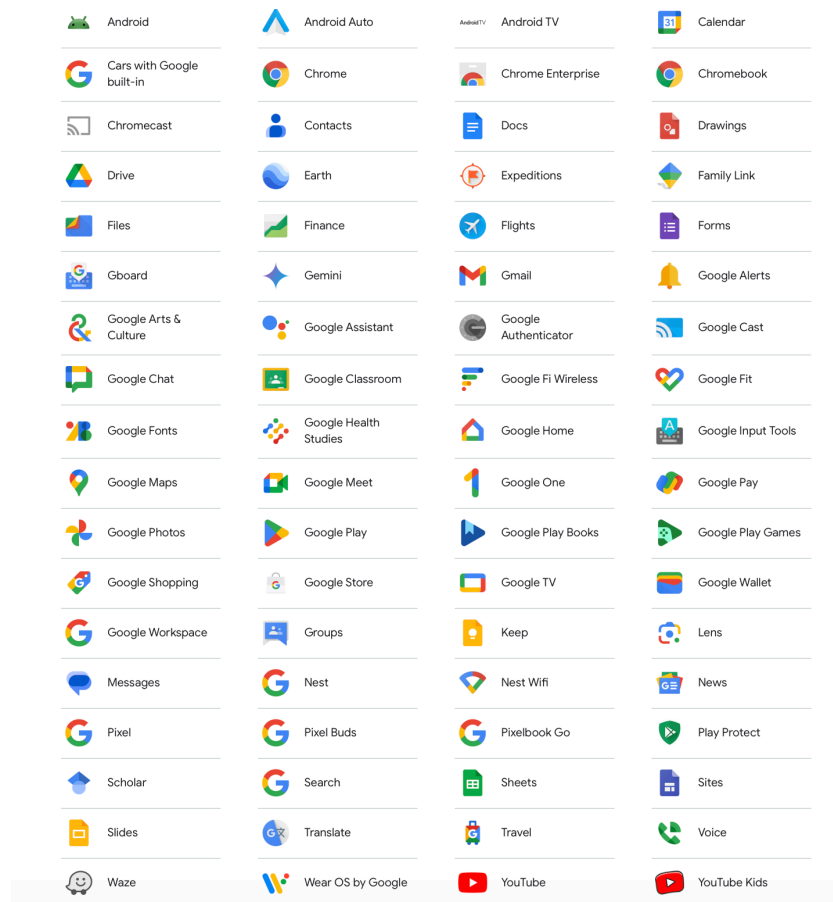 Android
Android Auto
AndroidTV
Android TV
31
Calendar
Cars with Google
built-in
Chrome
Chrome Enterprise
Chromebook
Chromecast
Contacts
Docs
Drawings
Drive
Earth
Expeditions
Family Link
Files
Finance
Flights
Forms
G
Gboard
Gemini
Gmail
Google Alerts
Google Arts &
Culture
Google Assistant
Google
Authenticator
Google Cast
Google Chat
Google Classroom
Google Fi Wireless
Google Fit
Google Fonts
Google Health
Studies
Google Home
A
Google Input Tools
Google Maps
Google Meet
Google One
Google Pay
Google Photos
Google Play
Google Play Books
Google Play Games
G
Google Shopping
G
Google Store
Google TV
Google Wallet
G
Google Workspace
Groups
Keep
Lens
Messages
G
Nest
Nest Wifi
G
News
G
Pixel
G
Pixel Buds
G
Pixelbook Go
Play Protect
Scholar
G
Search
Sheets
Sites
Slides
G文
Translate
G
Travel
Voice
Waze
Wear OS by Google
YouTube
YouTube Kids